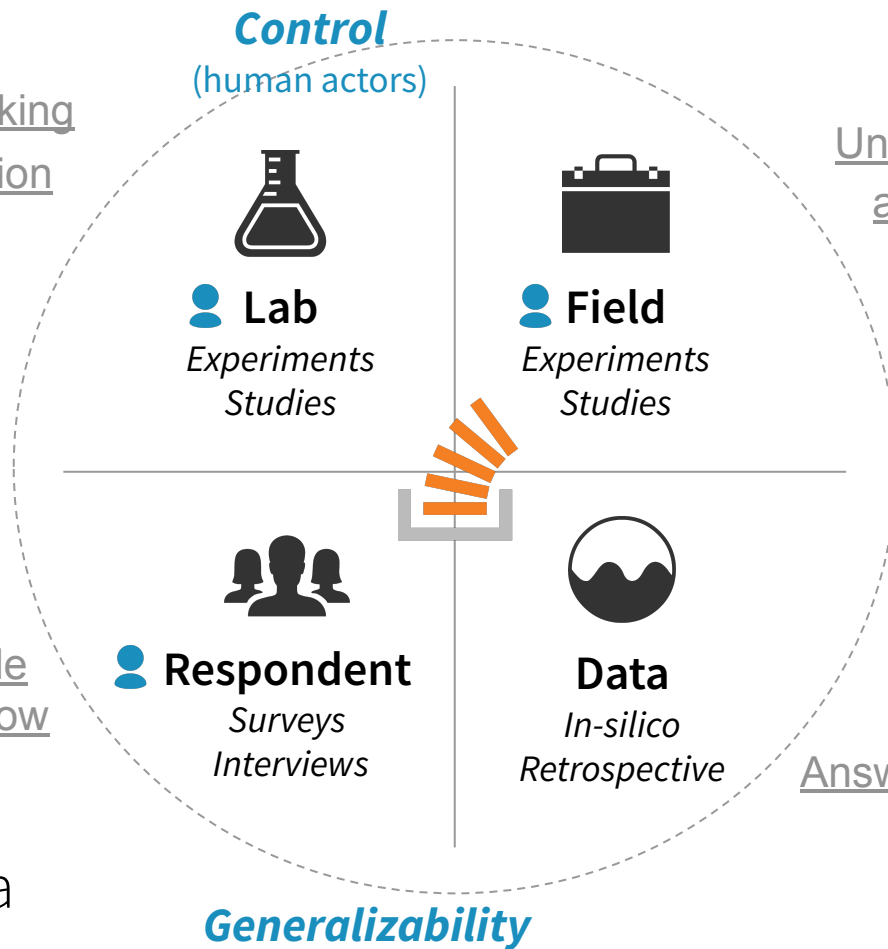 Control
(human actors)
king
ion
Un
a
Lab
Experiments
Studies
Field
Experiments
Studies
le
ow
Respondent
Surveys
Interviews
Data
In-silico
Retrospective
Answ
a
Generalizability